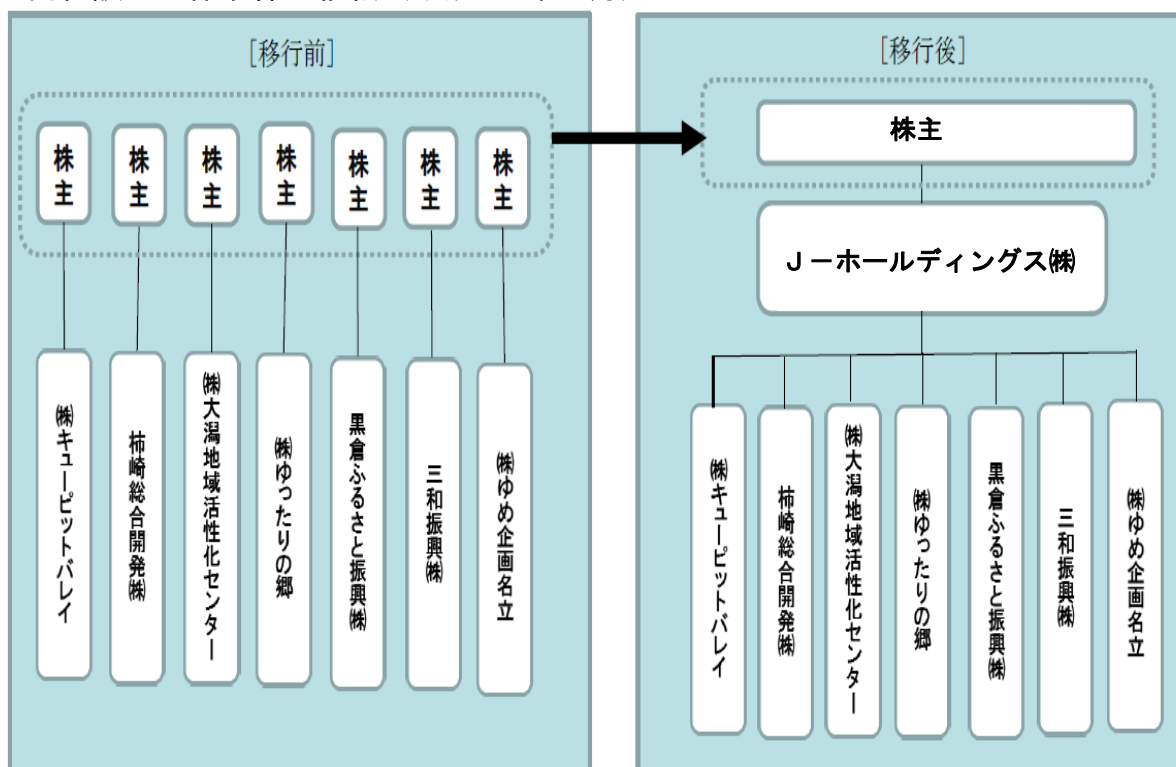 [移行前]
株主
株主
株主
株主
株主
株主
株主
㈱キューピットバレイ
柿崎総合開発㈱
㈱大潟地域活性化センター
㈱ゆったりの郷
黒倉ふるさと振興㈱
三和振興㈱
㈱ゆめ企画名立
[移行後]
株主
J-ホールディングス㈱
㈱キューピットバレイ
柿崎総合開発㈱
㈱大潟地域活性化センター
㈱ゆったりの郷
黒倉ふるさと振興㈱
三和振興㈱
㈱ゆめ企画名立